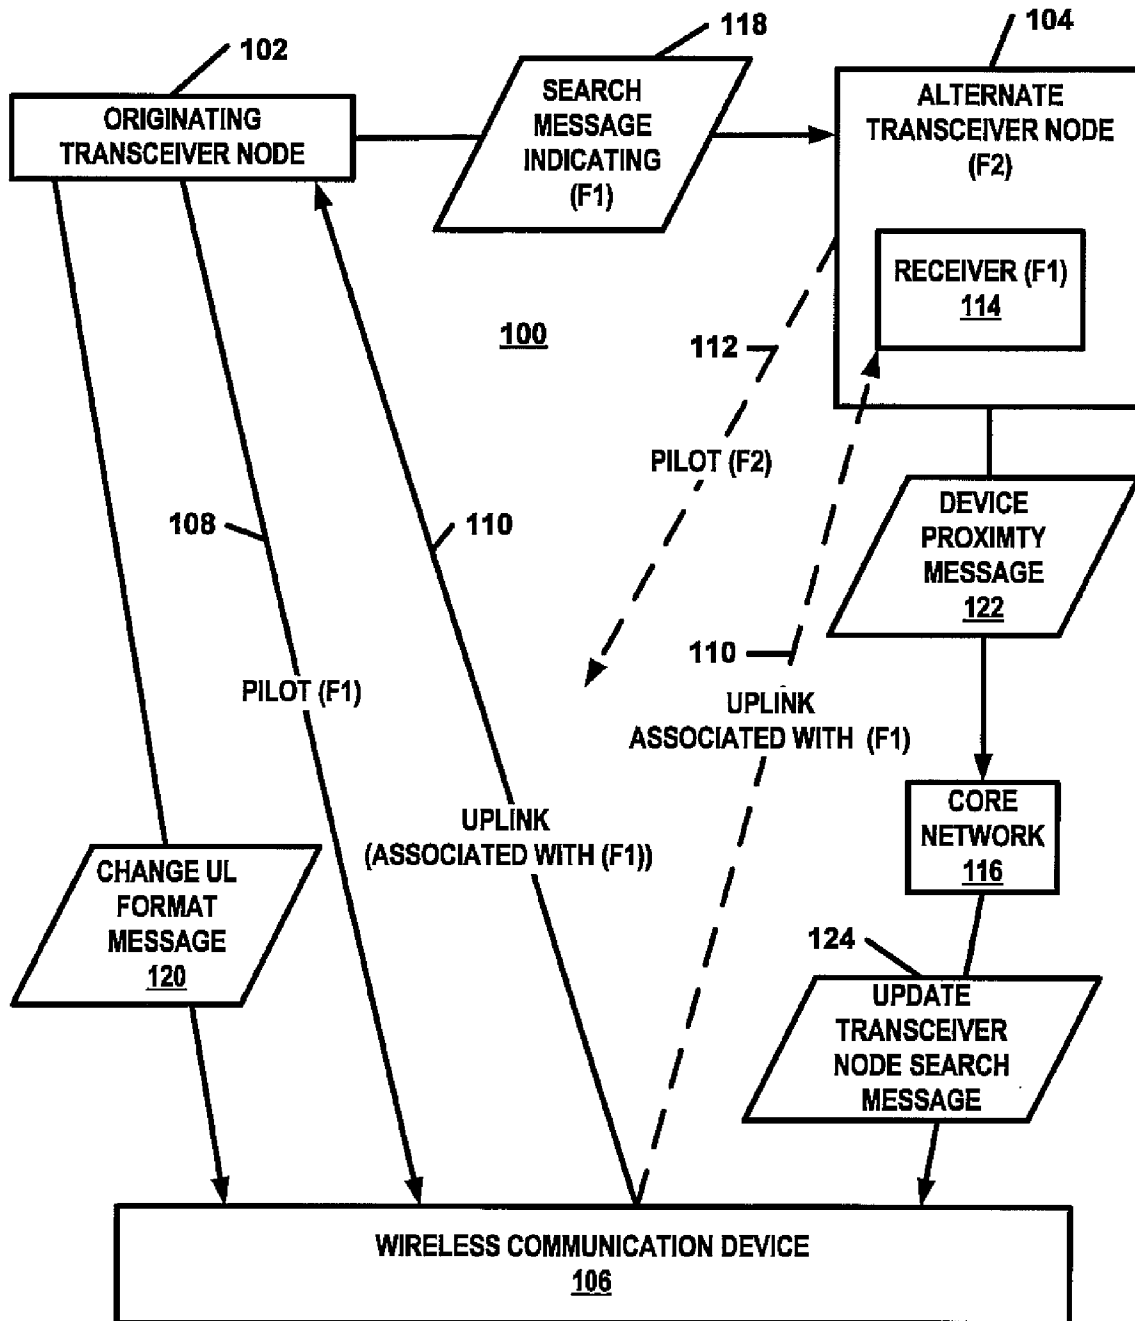 102
ORIGINATING
TRANSCEIVER NODE
118
SEARCH
MESSAGE
INDICATING
(F1)
104
ALTERNATE
TRANSCEIVER NODE
(F2)
RECEIVER (F1)
114
100
112
PILOT (F2)
108
110
PILOT (F1)
110
UPLINK
ASSOCIATED WITH (F1)
DEVICE
PROXIMTY
MESSAGE
122
UPLINK
(ASSOCIATED WITH (F1))
CORE
NETWORK
116
CHANGE UL
FORMAT
MESSAGE
120
124
UPDATE
TRANSCEIVER
NODE SEARCH
MESSAGE
WIRELESS COMMUNICATION DEVICE
106